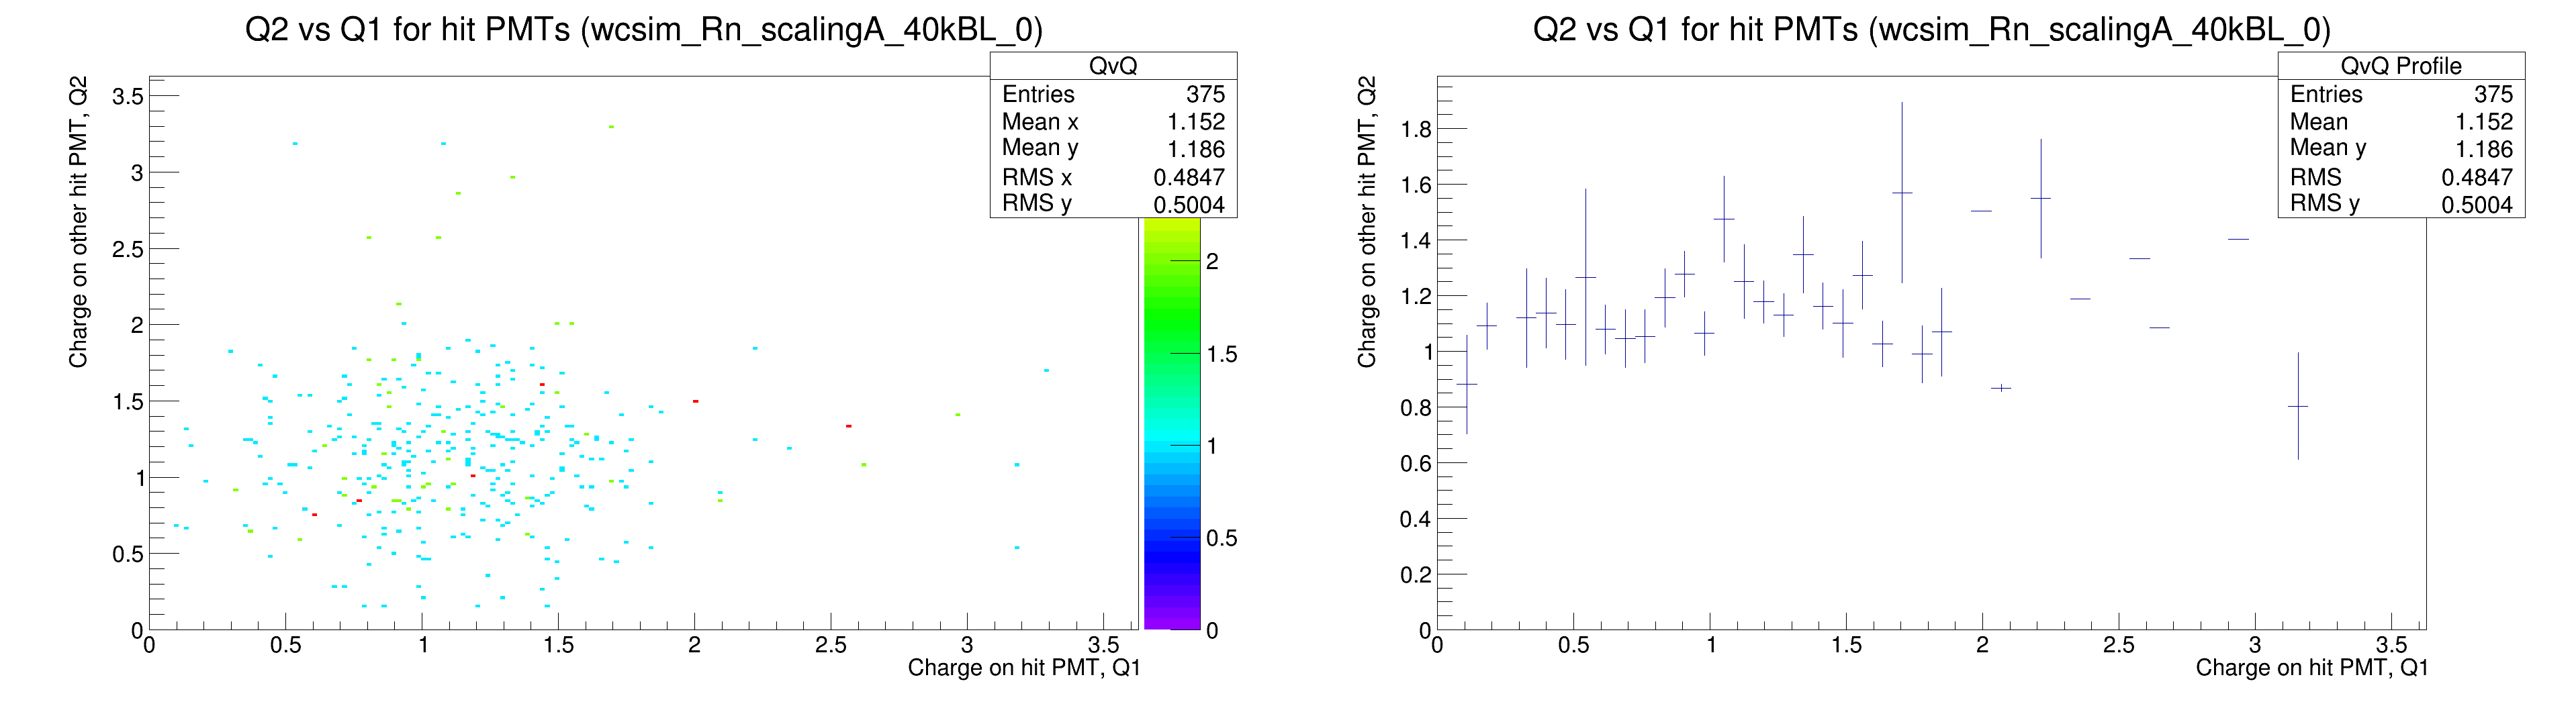 Q2 vs Q1 for hit PMTs (wcsim_Rn_scalingA_40kBL_0)
QvQ
Entries 375
Mean x 1.152
Mean y 1.186
RMS x 0.4847
RMS y 0.5004
Charge on other hit PMT, Q2
3.5
3
2.5
2
1.5
1
0.5
0
0 0.5 1 1.5 2 2.5 3 3.5
Charge on hit PMT, Q1
2
1.5
1
0.5
0
Q2 vs Q1 for hit PMTs (wcsim_Rn_scalingA_40kBL_0)
QvQ Profile
Entries 375
Mean 1.152
Mean y 1.186
RMS 0.4847
RMS y 0.5004
Charge on other hit PMT, Q2
1.8
1.6
1.4
1.2
1
0.8
0.6
0.4
0.2
0
0 0.5 1 1.5 2 2.5 3 3.5
Charge on hit PMT, Q1